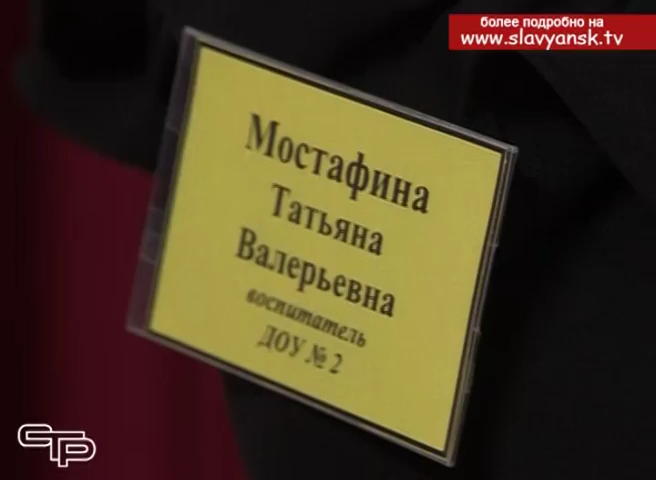 более подробно на
www.slavyansk.tv
Мостафина
Татьяна
Валерьевна
воспитатель
ДОУ № 2
СТР